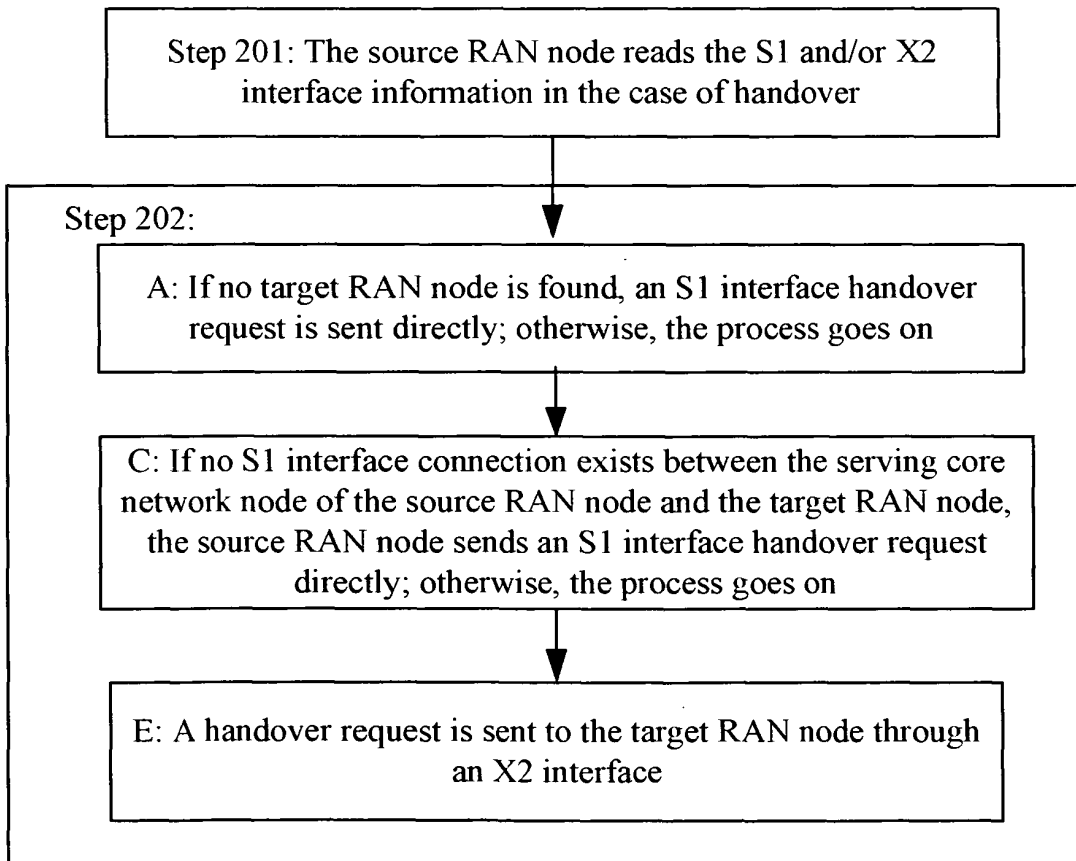 Step 201: The source RAN node reads the S1 and/or X2
interface information in the case of handover
Step 202:
A: If no target RAN node is found, an S1 interface handover
request is sent directly; otherwise, the process goes on
C: If no S1 interface connection exists between the serving core
network node of the source RAN node and the target RAN node,
the source RAN node sends an S1 interface handover request
directly; otherwise, the process goes on
E: A handover request is sent to the target RAN node through
an X2 interface